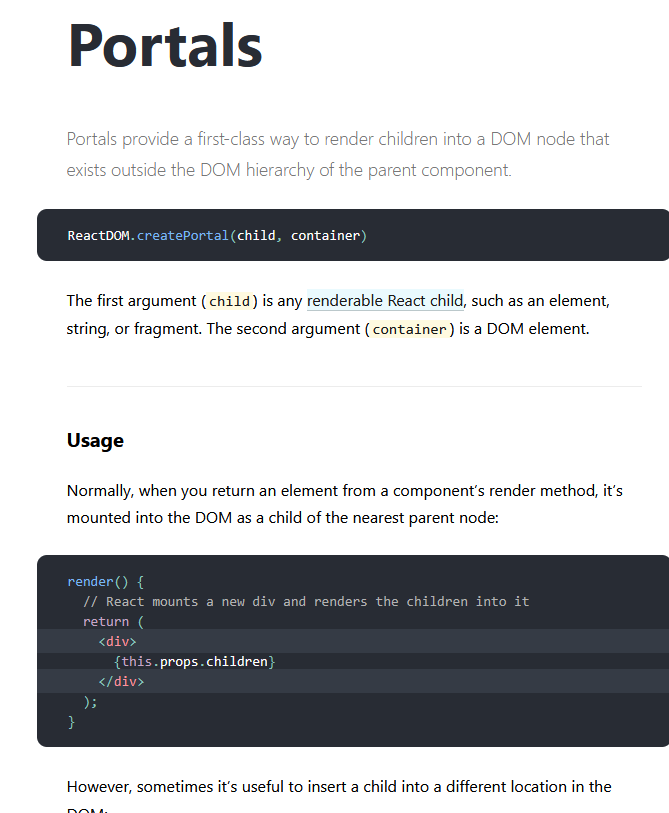 Portals
Portals provide a first-class way to render children into a DOM node that
exists outside the DOM hierarchy of the parent component.
ReactDOM.createPortal(child, container)
The first argument (child) is any renderable React child, such as an element,
string, or fragment. The second argument (container) is a DOM element.
Usage
Normally, when you return an element from a component’s render method, it’s
mounted into the DOM as a child of the nearest parent node:
render() {
  // React mounts a new div and renders the children into it
  return (
    <div>
      {this.props.children}
    </div>
  );
}
However, sometimes it’s useful to insert a child into a different location in the
DOM: